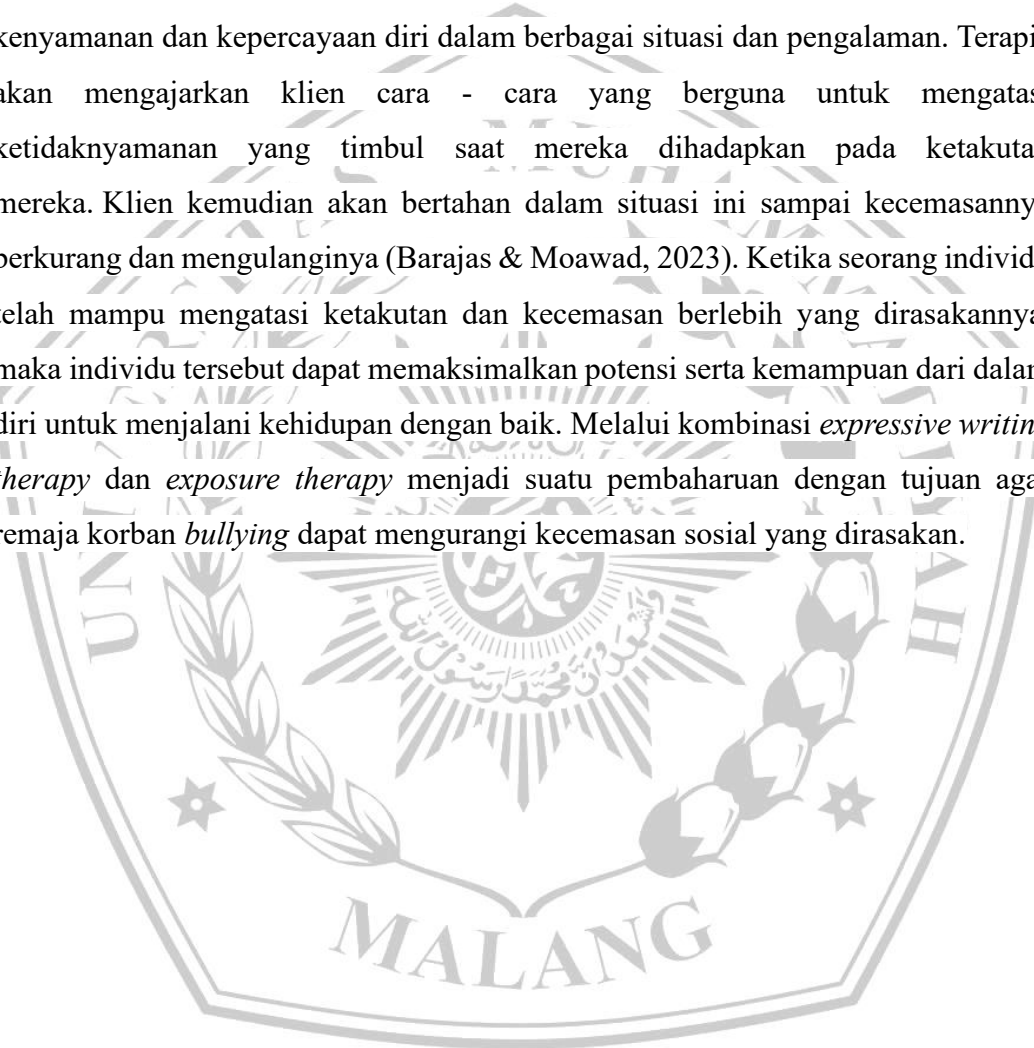 kenyamanan dan kepercayaan diri dalam berbagai situasi dan pengalaman. Terapi
akan mengajarkan klien cara - cara yang berguna untuk mengatas
ketidaknyamanan yang timbul saat mereka dihadapkan pada ketakuta
mereka. Klien kemudian akan bertahan dalam situasi ini sampai kecemasanny
berkurang dan mengulanginya (Barajas & Moawad, 2023). Ketika seorang individ
telah mampu mengatasi ketakutan dan kecemasan berlebih yang dirasakannya
maka individu tersebut dapat memaksimalkan potensi serta kemampuan dari dalam
diri untuk menjalani kehidupan dengan baik. Melalui kombinasi expressive writin
therapy dan exposure therapy menjadi suatu pembaharuan dengan tujuan aga
remaja korban bullying dapat mengurangi kecemasan sosial yang dirasakan.
MALANG